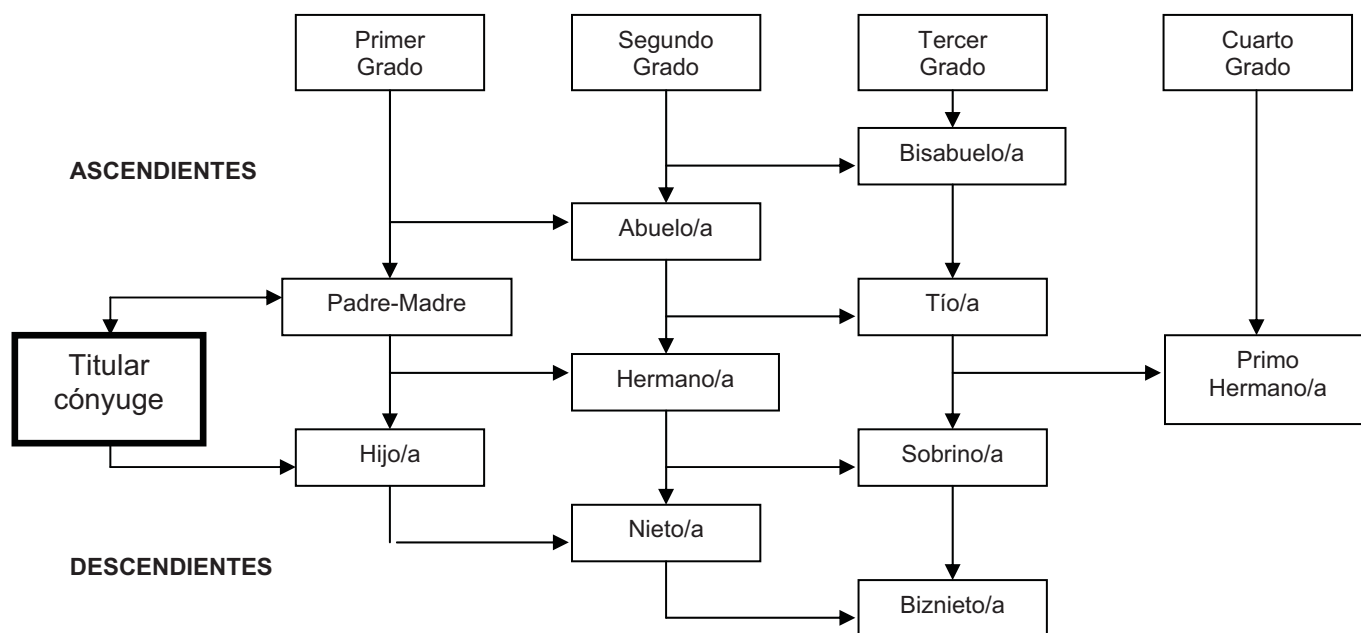 Primer
Grado
Segundo
Grado
Tercer
Grado
Cuarto
Grado
Bisabuelo/a
ASCENDIENTES
Abuelo/a
Padre-Madre
Tío/a
Titular
cónyuge
Hermano/a
Primo
Hermano/a
Hijo/a
Sobrino/a
Nieto/a
DESCENDIENTES
Biznieto/a